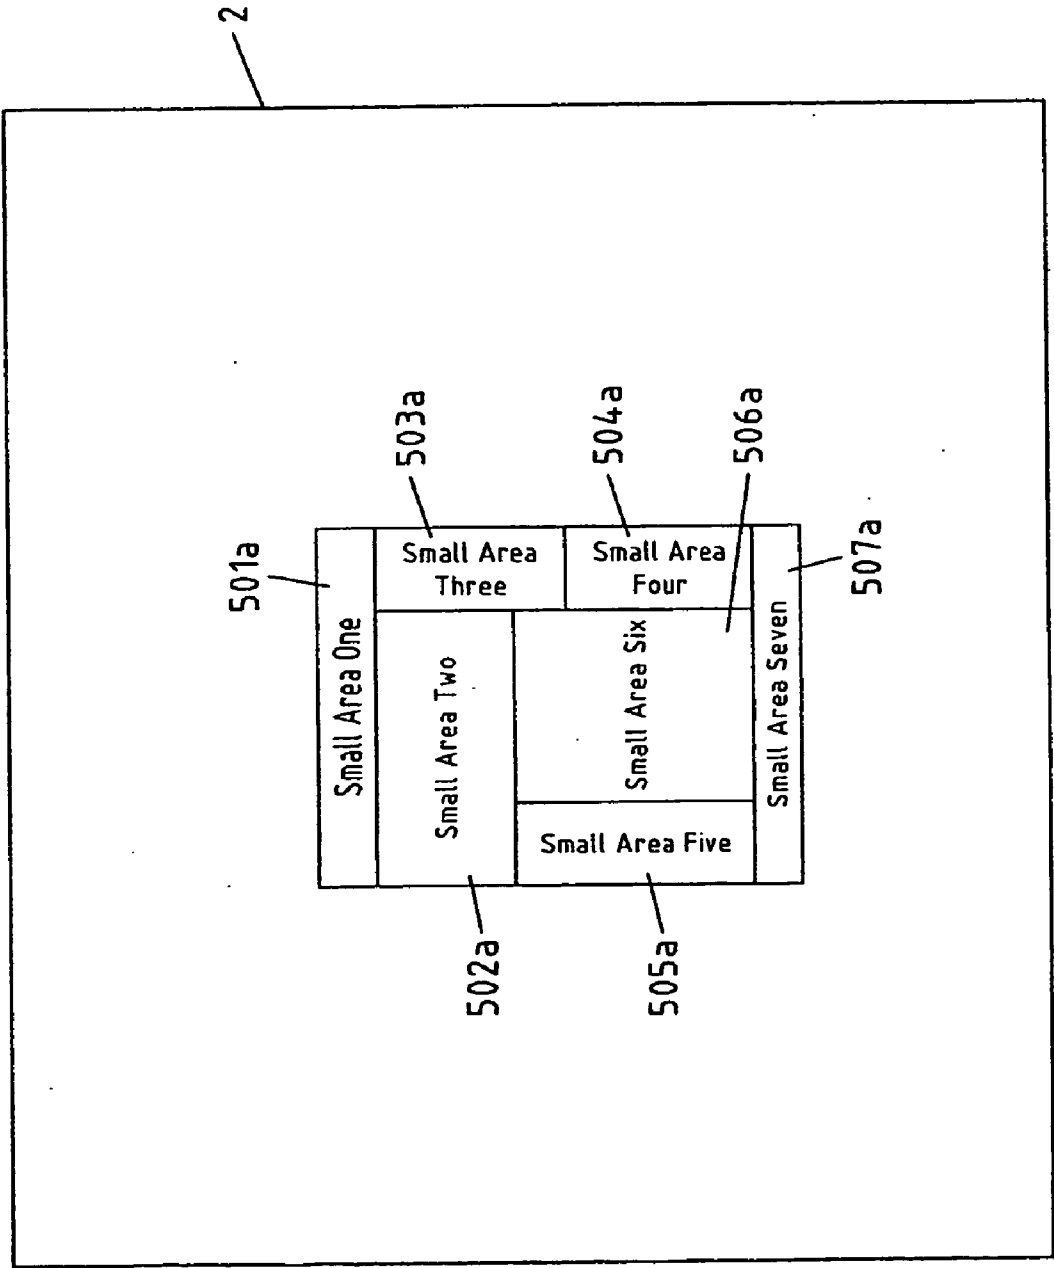 2
501a
Small Area One
503a
Small Area
Three
504a
Small Area
Four
506a
Small Area Two
Small Area Six
Small Area Five
Small Area Seven
507a
502a
505a